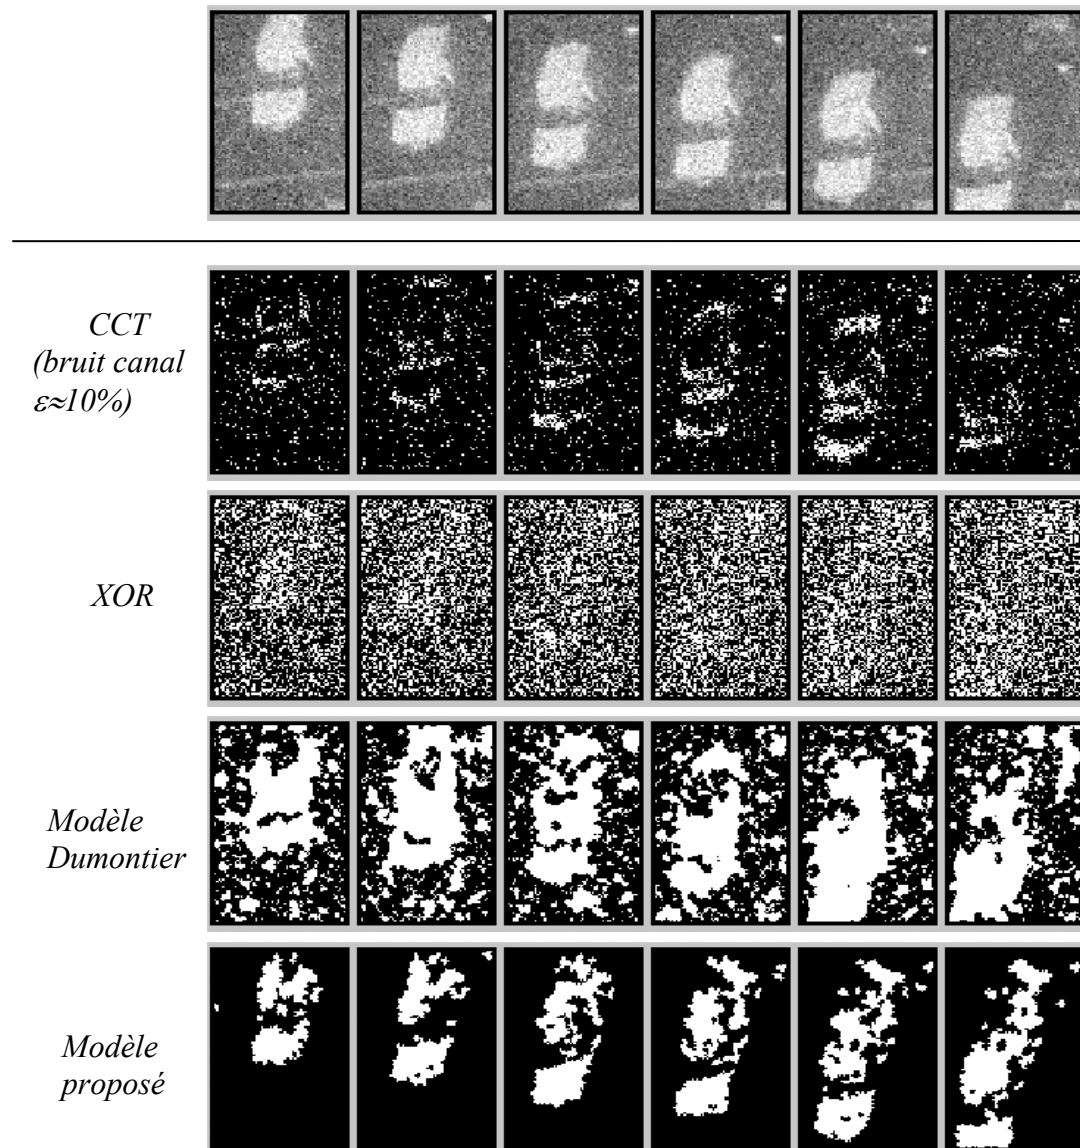 CCT
(bruit canal
ε≈10%)
XOR
Modèle
Dumontier
Modèle
proposé